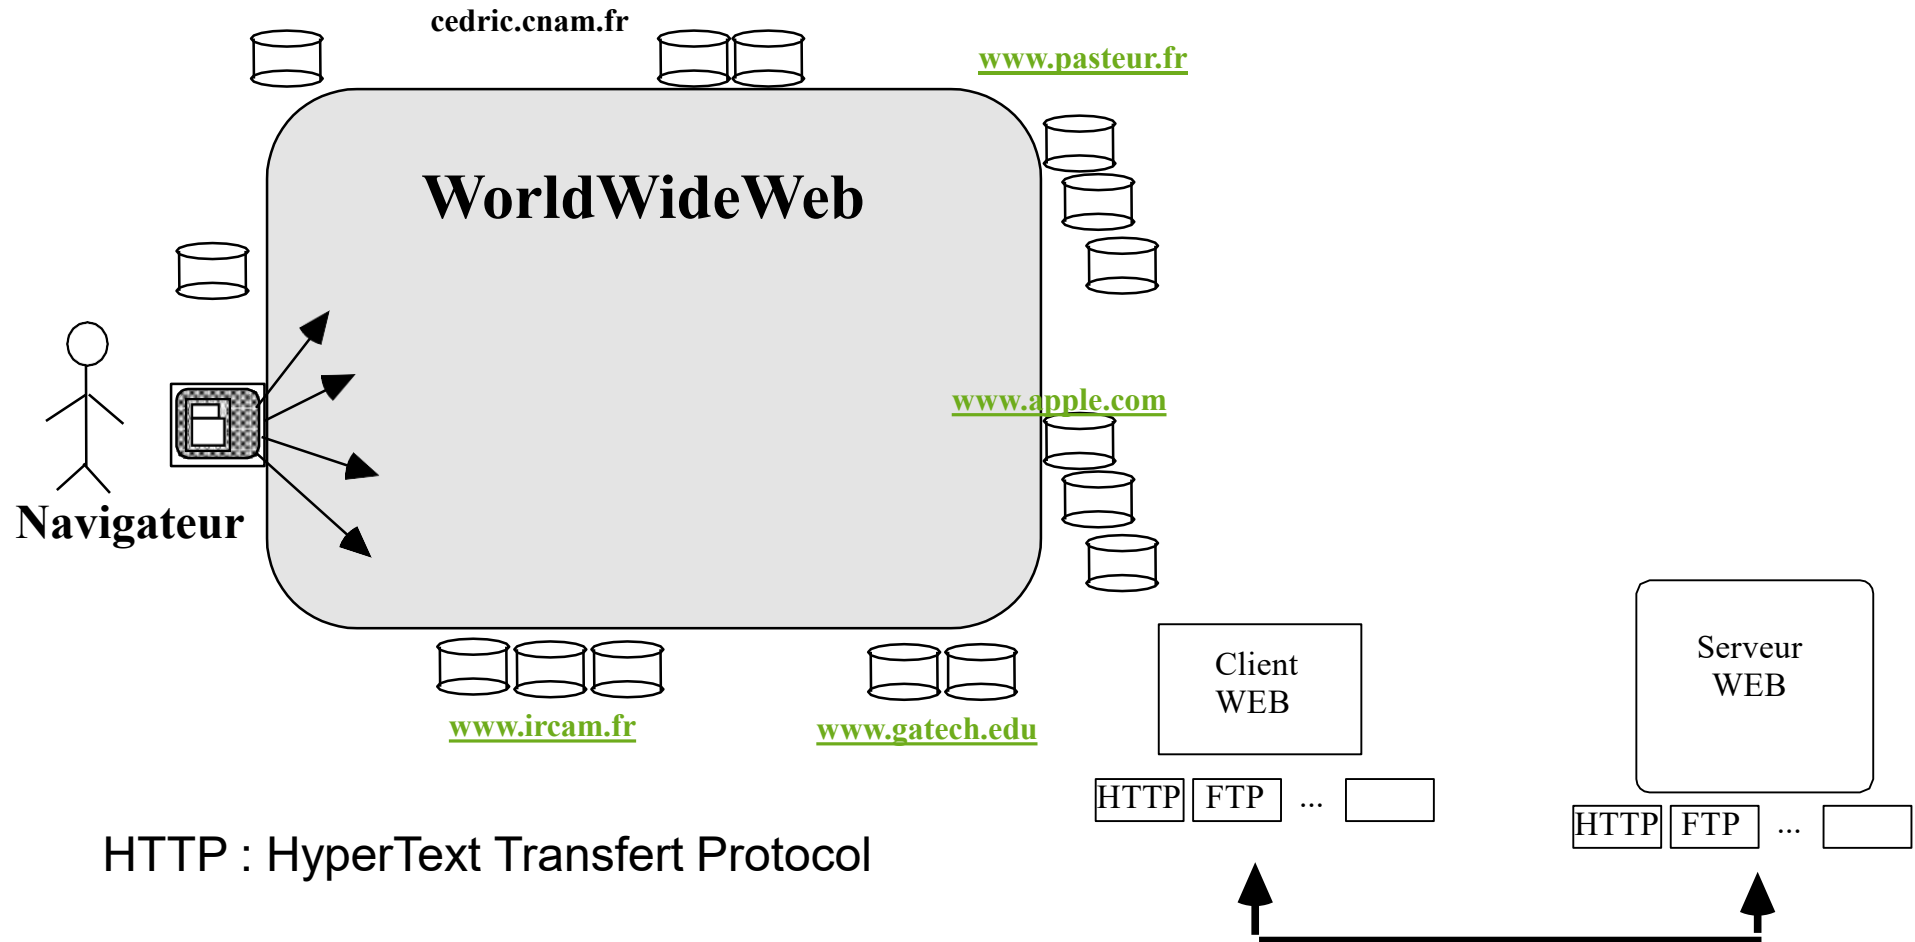 cedric.cnam.fr
www.pasteur.fr
WorldWideWeb
www.apple.com
Navigateur
www.ircam.fr
www.gatech.edu
Client
WEB
Serveur
WEB
HTTP FTP ...
HTTP FTP ...
HTTP : HyperText Transfert Protocol